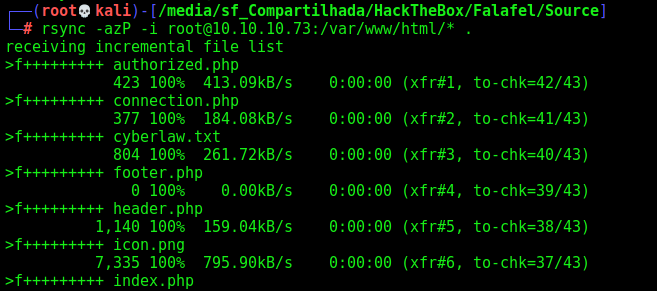 ┌──(root💀kali)-[/media/sf_Compartilhada/HackTheBox/Falafel/Source]
└─# rsync -azP -i root@10.10.10.73:/var/www/html/* .
receiving incremental file list
>f+++++++++ authorized.php
            423 100%  413.09kB/s    0:00:00 (xfr#1, to-chk=42/43)
>f+++++++++ connection.php
            377 100%  184.08kB/s    0:00:00 (xfr#2, to-chk=41/43)
>f+++++++++ cyberlaw.txt
            804 100%  261.72kB/s    0:00:00 (xfr#3, to-chk=40/43)
>f+++++++++ footer.php
              0 100%    0.00kB/s    0:00:00 (xfr#4, to-chk=39/43)
>f+++++++++ header.php
          1,140 100%  159.04kB/s    0:00:00 (xfr#5, to-chk=38/43)
>f+++++++++ icon.png
          7,335 100%  795.90kB/s    0:00:00 (xfr#6, to-chk=37/43)
>f+++++++++ index.php